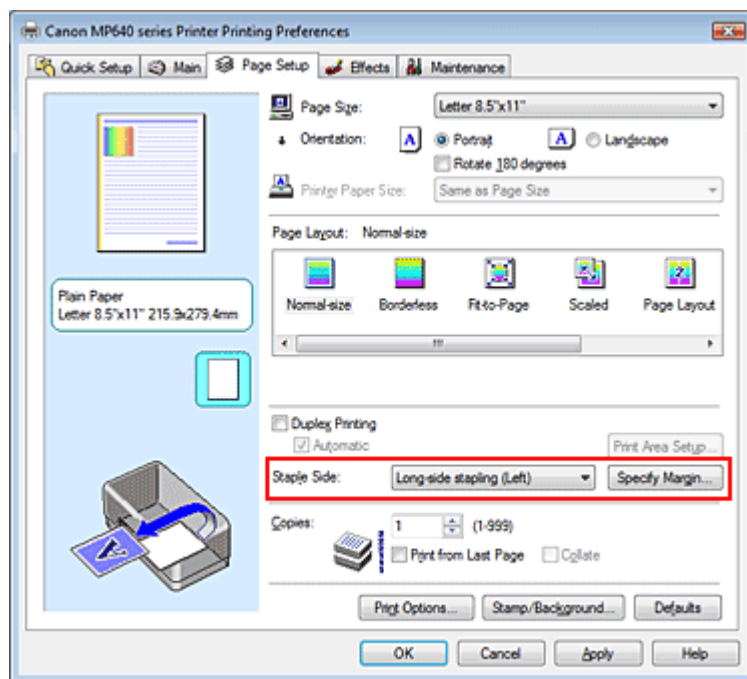 Canon MP640 series Printer Printing Preferences
Quick Setup Main Page Setup Effects Maintenance
Page Size: Letter 8.5"x11"
Orientation: A Portrait A Landscape
Rotate 180 degrees
Printer Paper Size: Same as Page Size
Page Layout: Normal-size
Normal-size Borderless Fit-to-Page Scaled Page Layout
Plain Paper
Letter 8.5"x11" 215.9x279.4mm
Duplex Printing
Automatic Print Area Setup...
Staple Side: Long-side stapling (Left) Specify Margin...
Copies: 1 (1-999)
Print from Last Page Collate
Print Options... Stamp/Background... Defaults
OK Cancel Apply Help